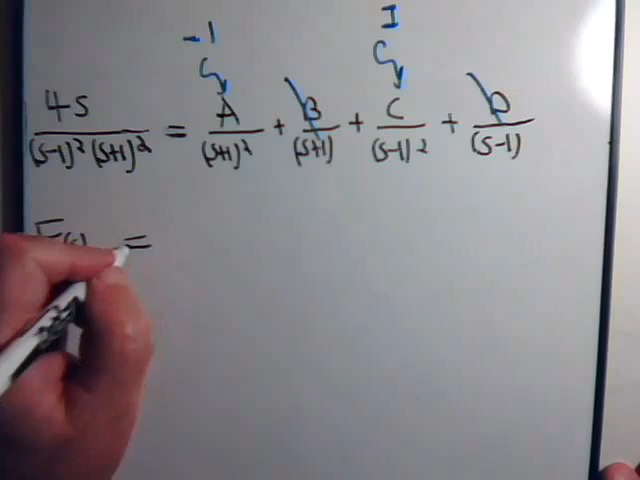 -1 1
4s / (s-1)² (s+1)² = A / (s+1)² + B / (s+1) + C / (s-1)² + D / (s-1)
F(s) =